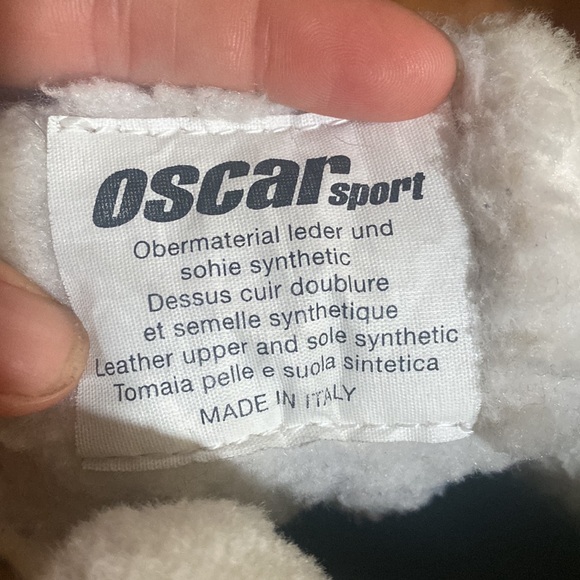 oscar sport
Obermaterial leder und
sohie synthetic
Dessus cuir doublure
et semelle synthetique
Leather upper and sole synthetic
Tomaia pelle e suola sintetica
MADE IN ITALY